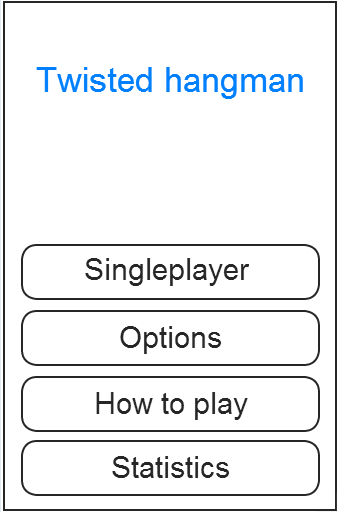 Twisted hangman
Singleplayer
Options
How to play
Statistics